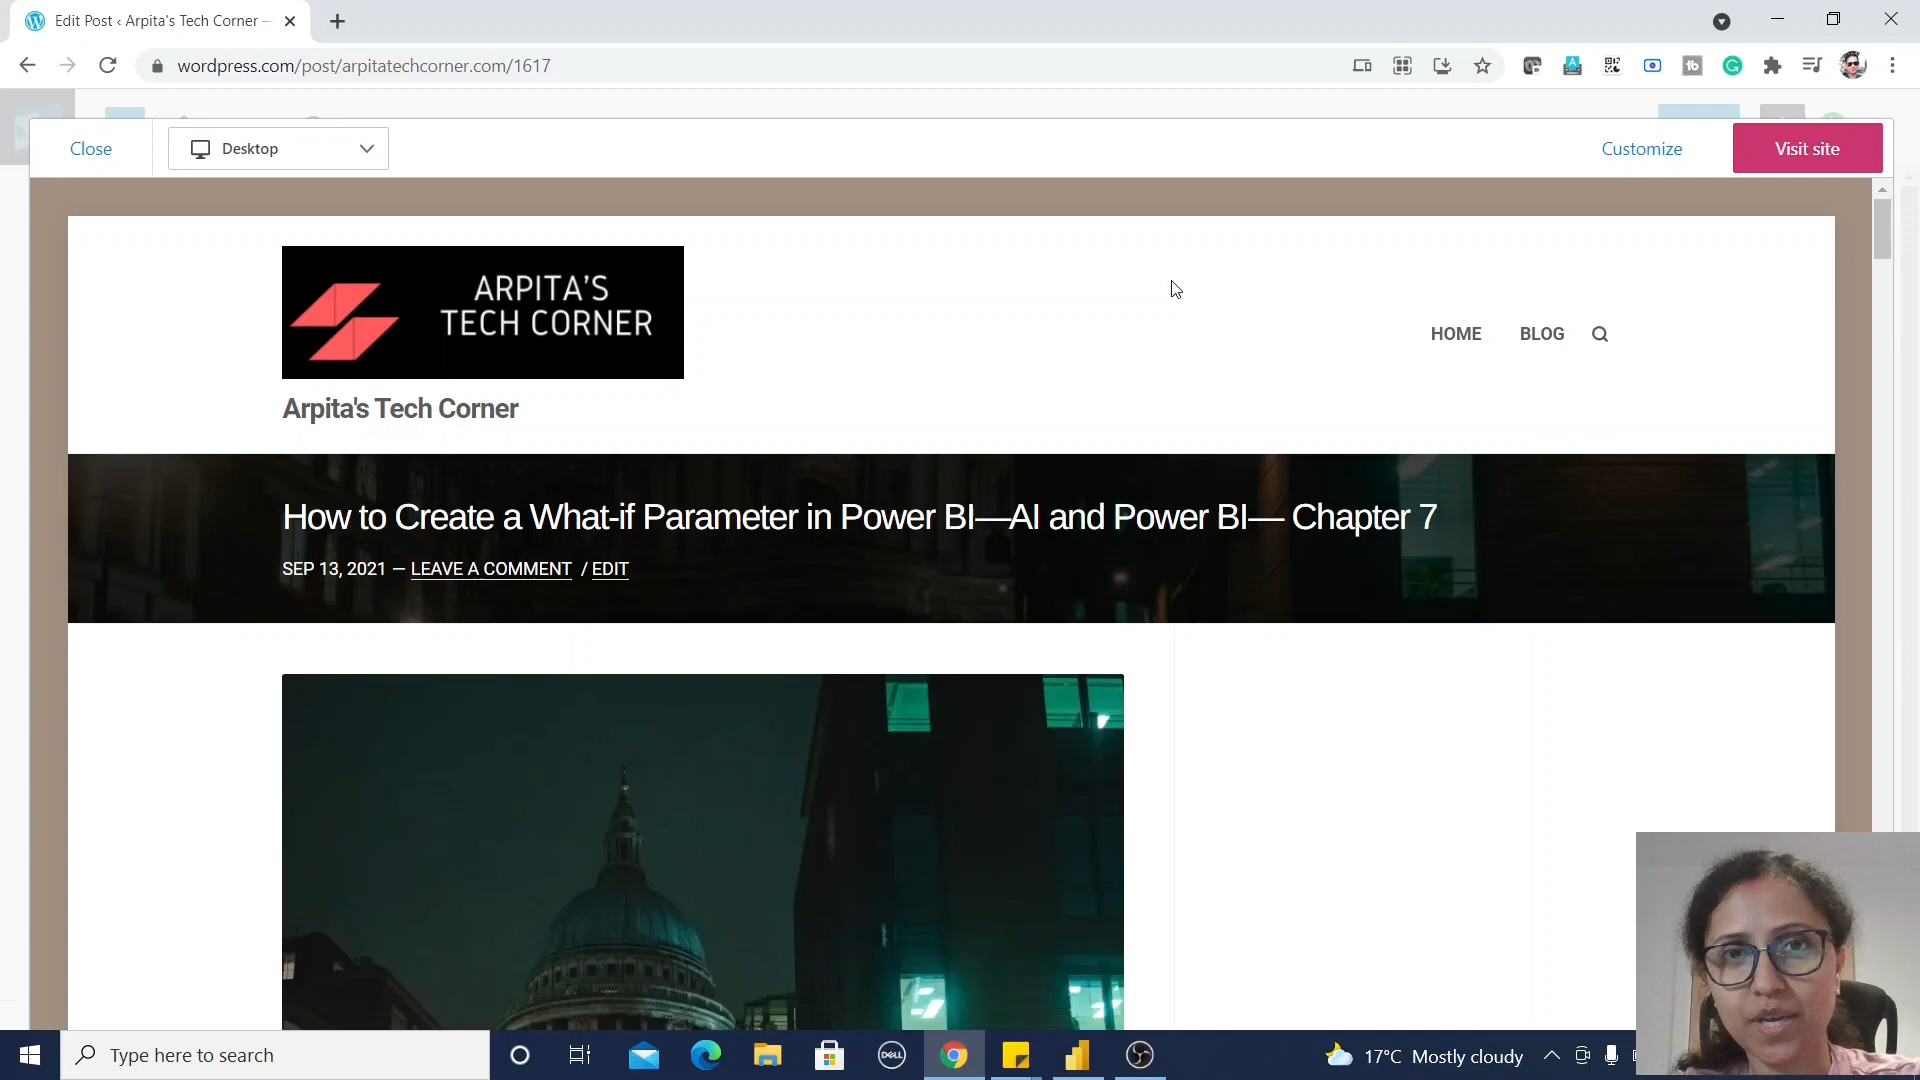 Edit Post ‹ Arpita's Tech Corner —
wordpress.com/post/arpitatechcorner.com/1617
Close
Desktop
Customize
Visit site
ARPITA'S
TECH CORNER
HOME
BLOG
Arpita's Tech Corner
How to Create a What-if Parameter in Power BI—AI and Power BI— Chapter 7
SEP 13, 2021 — LEAVE A COMMENT / EDIT
Type here to search
DELL
17°C Mostly cloudy